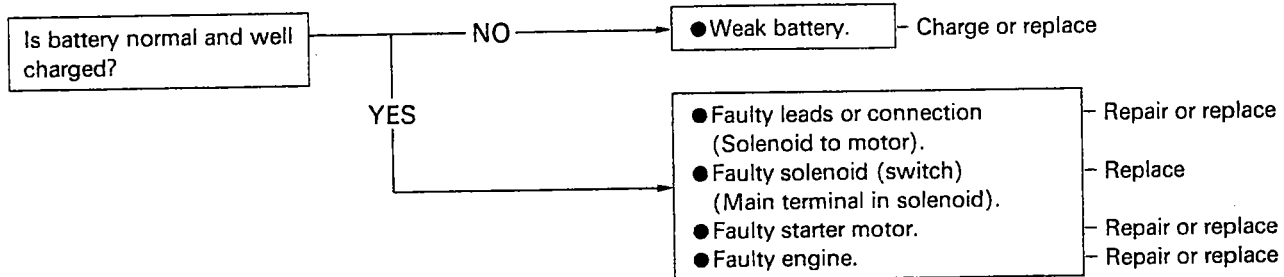 Is battery normal and well
charged?
NO
●Weak battery.
– Charge or replace
YES
●Faulty leads or connection
(Solenoid to motor).
– Repair or replace
●Faulty solenoid (switch)
(Main terminal in solenoid).
– Replace
●Faulty starter motor.
– Repair or replace
●Faulty engine.
– Repair or replace